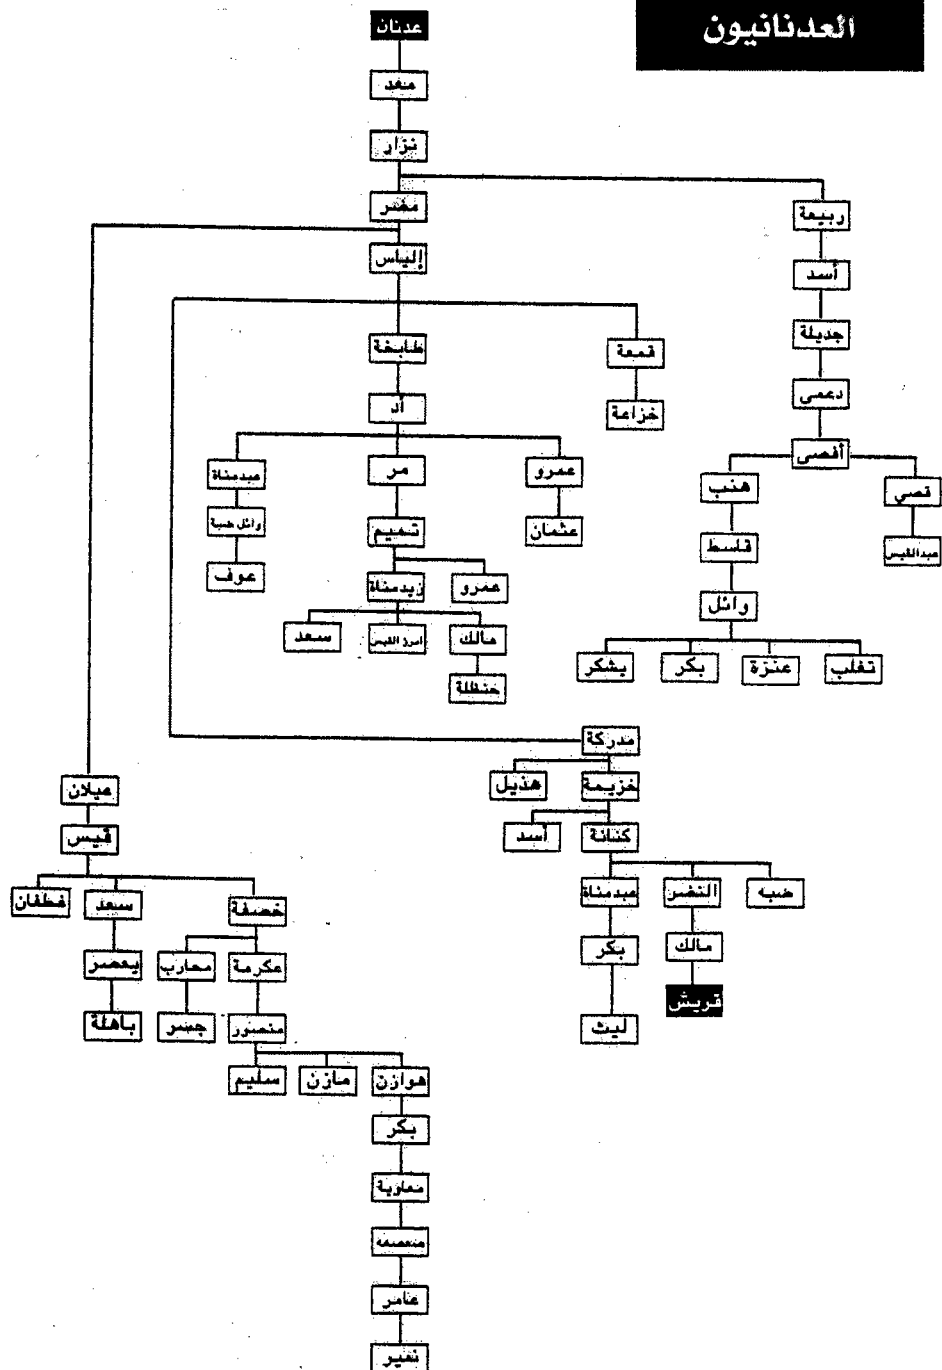 العدنانيون
عدنان
معد
نزار
مضر
ربيعة
إلياس
أسد
جديلة
طابخة
قمعة
دعمى
أد
خزاعة
أفصى
عبدمناة
مر
عمرو
هنب
قصي
وائل ضبة
تميم
عثمان
قاسط
عبدالقيس
عوف
زيدمناة
عمرو
وائل
سعد
امرؤ القيس
مالك
يشكر
بكر
عنزة
تغلب
حنظلة
مدركة
عيلان
هذيل
خزيمة
قيس
أسد
كنانة
غطفان
سعد
خصفة
عبدمناة
النضر
ضبه
يعصر
محارب
عكرمة
بكر
مالك
قريش
باهلة
جسر
منصور
ليث
سليم
مازن
هوازن
بكر
معاوية
عامر
نمير